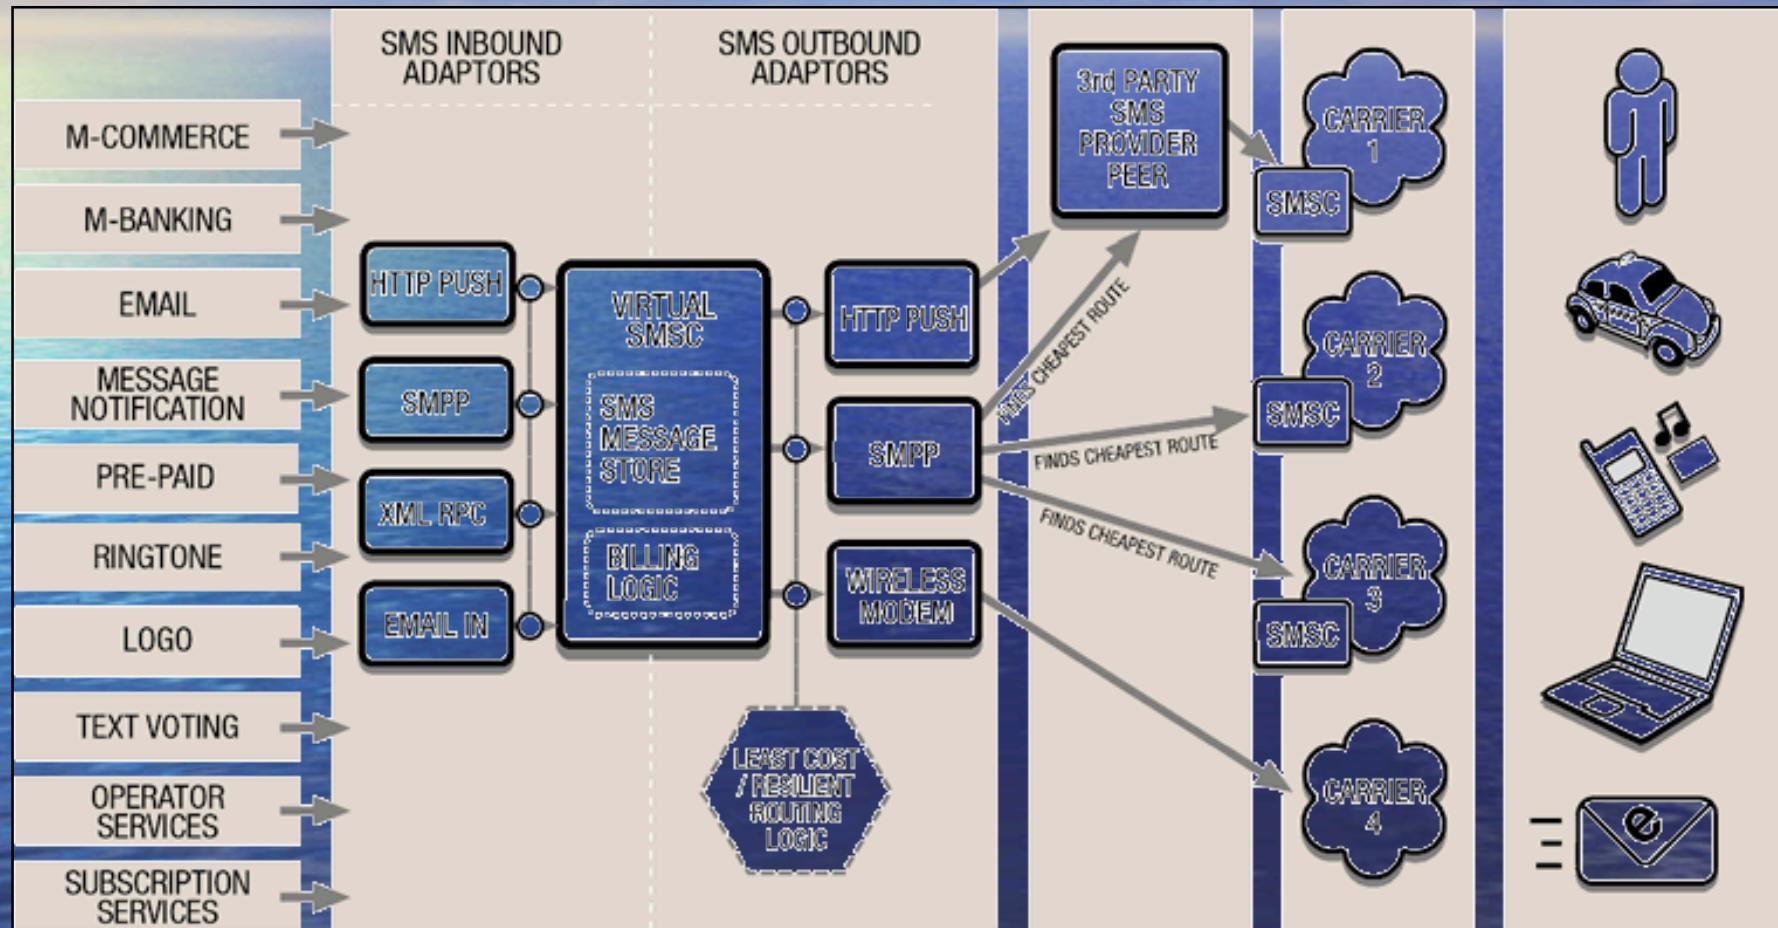 SMS INBOUND
ADAPTORS
SMS OUTBOUND
ADAPTORS
M-COMMERCE
M-BANKING
EMAIL
MESSAGE
NOTIFICATION
PRE-PAID
RINGTONE
LOGO
TEXT VOTING
OPERATOR
SERVICES
SUBSCRIPTION
SERVICES
HTTP PUSH
SMPP
XML RPC
EMAIL IN
VIRTUAL
SMSC
SMS
MESSAGE
STORE
BILLING
LOGIC
HTTP PUSH
SMPP
WIRELESS
MODEM
LEAST COST
/ RESILIENT
ROUTING
LOGIC
FINDS CHEAPEST ROUTE
FINDS CHEAPEST ROUTE
FINDS CHEAPEST ROUTE
3rd PARTY
SMS
PROVIDER
PEER
CARRIER
1
SMSC
CARRIER
2
SMSC
CARRIER
3
SMSC
CARRIER
4
e